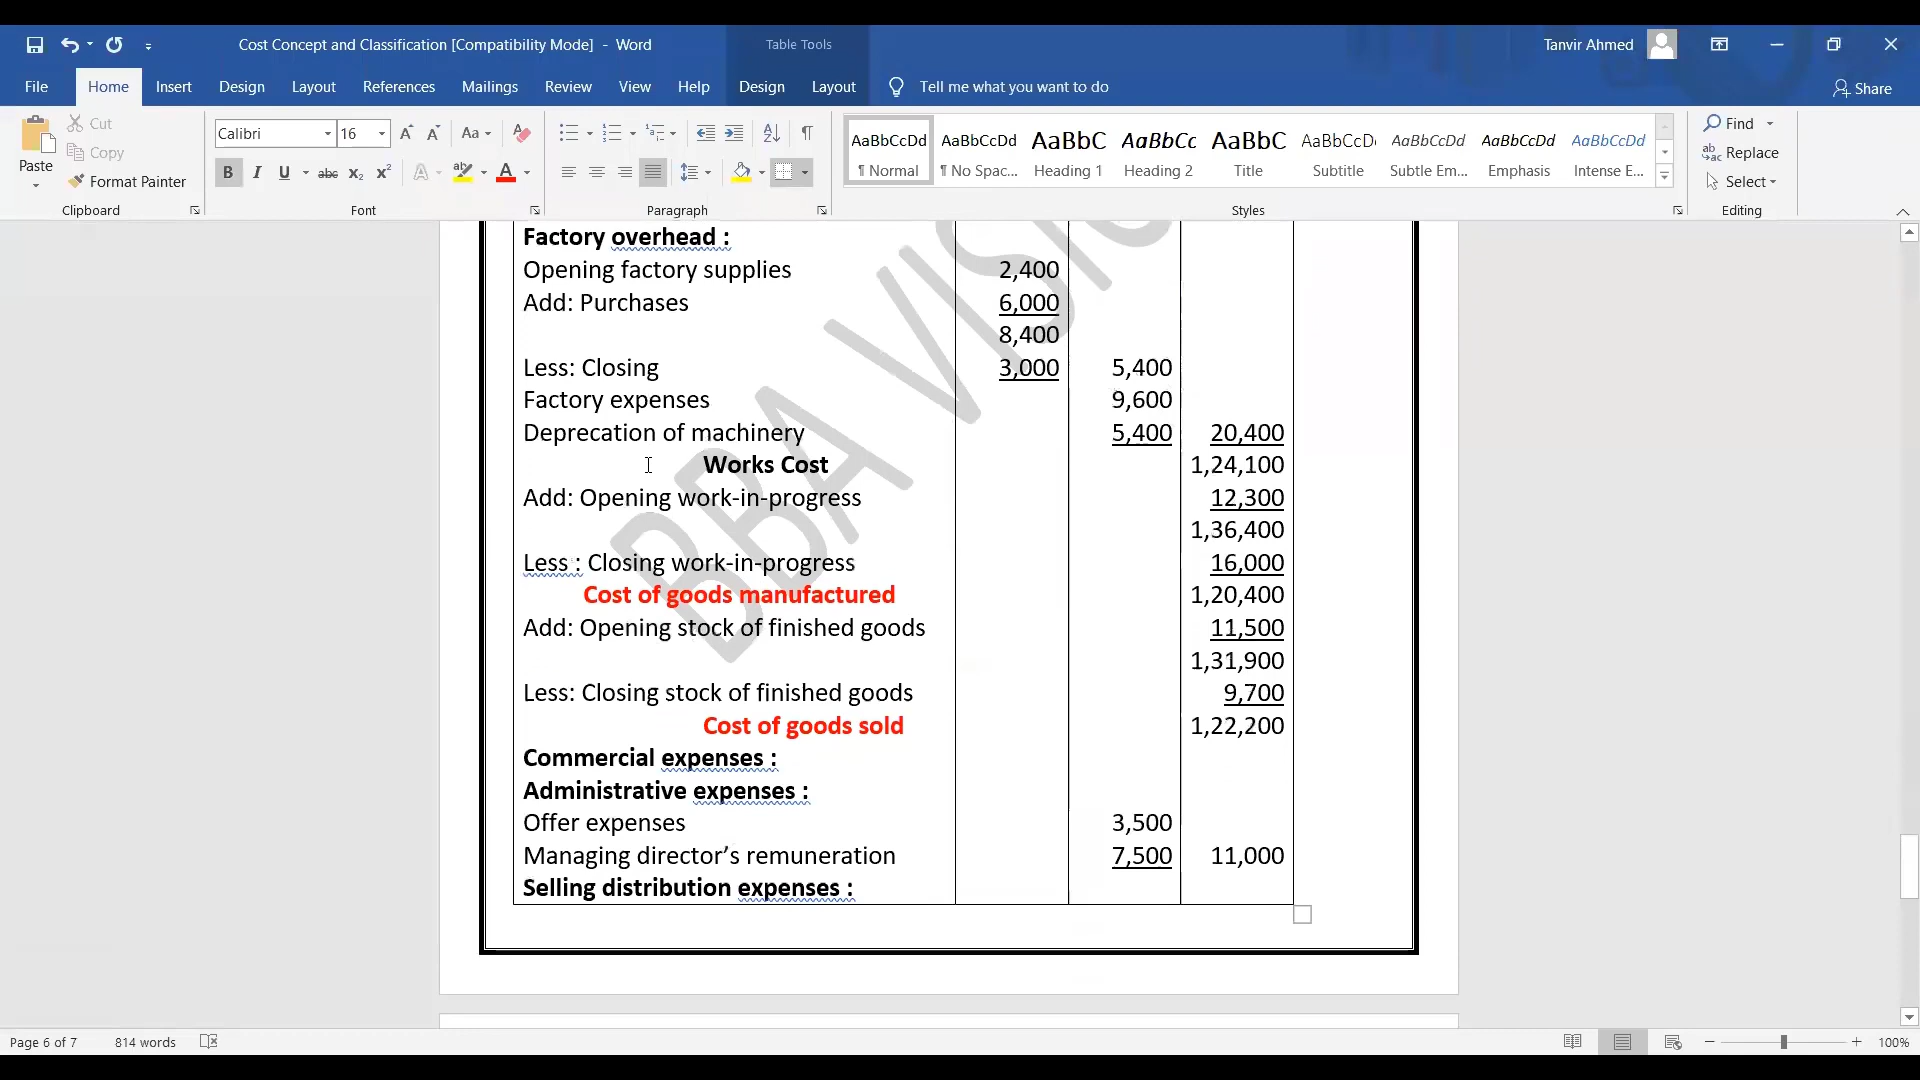 Cost Concept and Classification [Compatibility Mode] - Word
Table Tools
Tanvir Ahmed
File Home Insert Design Layout References Mailings Review View Help Design Layout Tell me what you want to do Share
Cut
Copy
Paste
Format Painter
Clipboard
Calibri 16
Font
Paragraph
AaBbCcDd AaBbCcDd AaBbC AaBbCc AaBbC AaBbCcD AaBbCcDd AaBbCcDd AaBbCcDd
¶ Normal ¶ No Spac... Heading 1 Heading 2 Title Subtitle Subtle Em... Emphasis Intense E...
Styles
Find
Replace
Select
Editing
Factory overhead :
Opening factory supplies 2,400
Add: Purchases 6,000
8,400
Less: Closing 3,000 5,400
Factory expenses 9,600
Deprecation of machinery 5,400 20,400
Works Cost 1,24,100
Add: Opening work-in-progress 12,300
1,36,400
Less : Closing work-in-progress 16,000
Cost of goods manufactured 1,20,400
Add: Opening stock of finished goods 11,500
1,31,900
Less: Closing stock of finished goods 9,700
Cost of goods sold 1,22,200
Commercial expenses :
Administrative expenses :
Offer expenses 3,500
Managing director’s remuneration 7,500 11,000
Selling distribution expenses :
BBA VISI
Page 6 of 7 814 words 100%